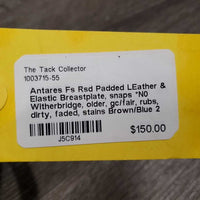 The Tack Collector
1003715-55
Antares Fs Rsd Padded LEather &
Elastic Breastplate, snaps *N0
Witherbridge, older, gc/fair, rubs,
dirty, faded, stains Brown/Blue 2
$150.00
J5C914